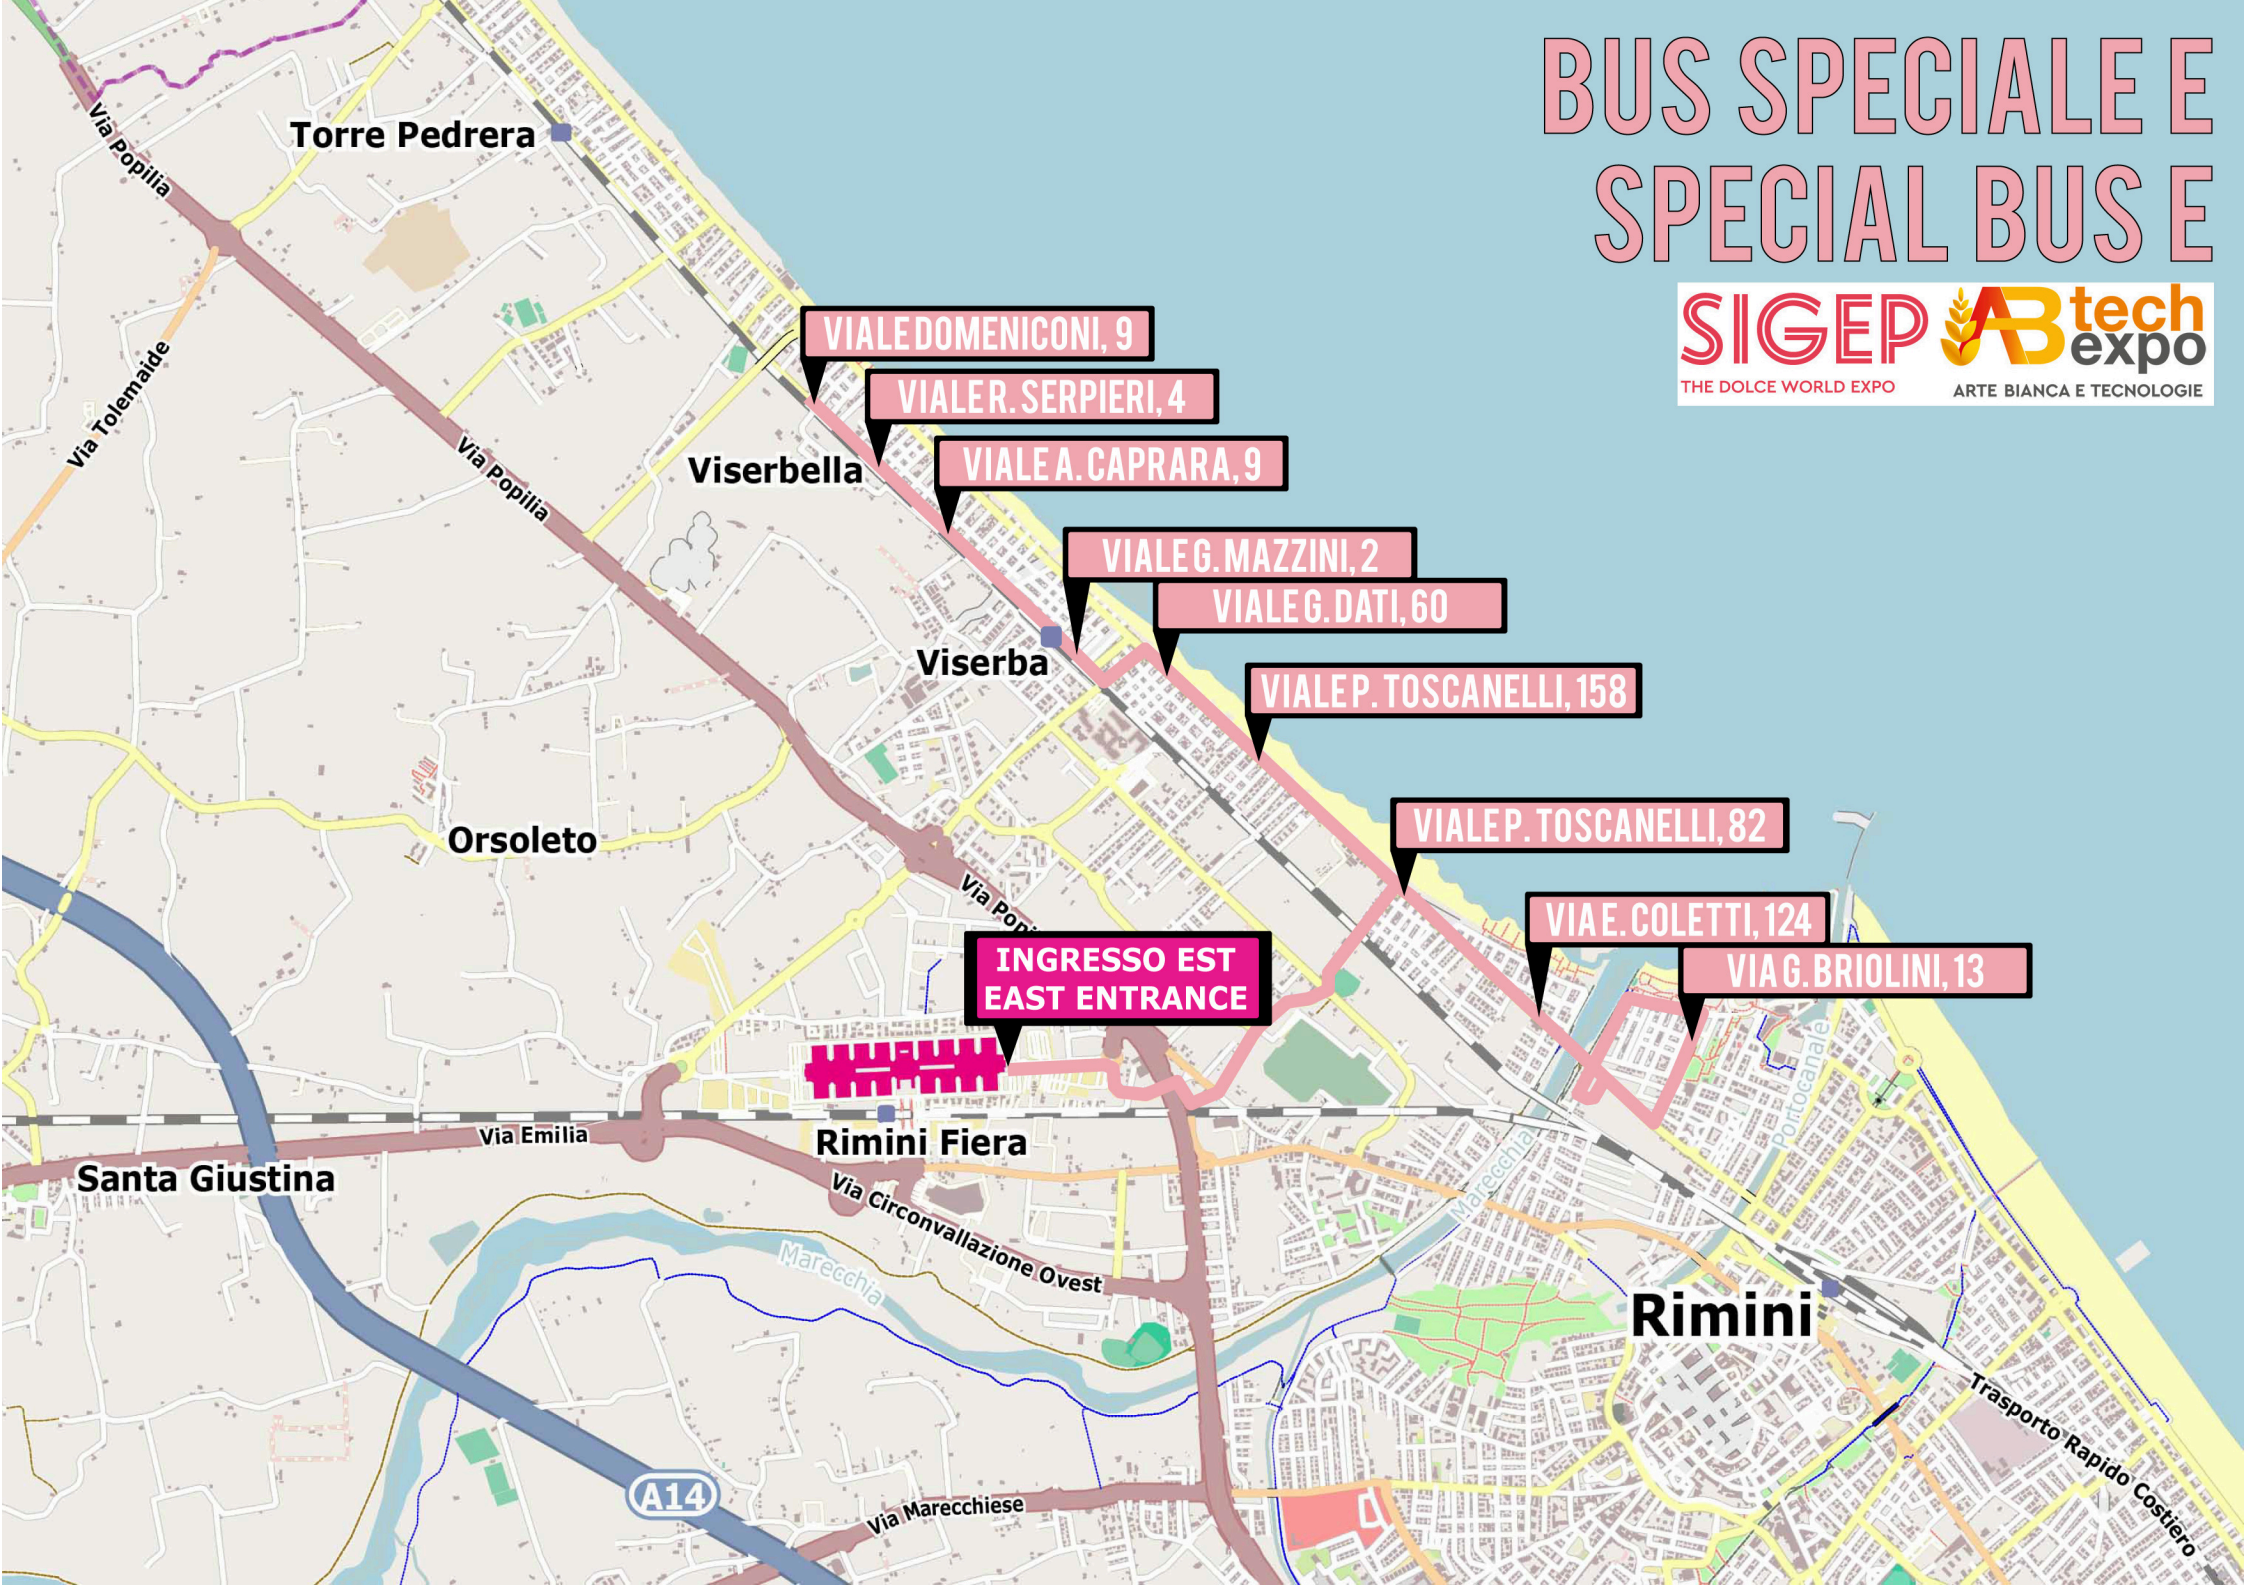 BUS SPECIALE E
SPECIAL BUS E
SIGEP
THE DOLCE WORLD EXPO
AB tech
expo
ARTE BIANCA E TECNOLOGIE
Via Popilia
Torre Pedrera
VIALE DOMENICONI, 9
VIALE R. SERPIERI, 4
Via Tolemaide
Via Popilia
Viserbella
VIALE A. CAPRARA, 9
VIALE G. MAZZINI, 2
VIALE G. DATI, 60
Viserba
VIALE P. TOSCANELLI, 158
Orsoleto
VIALE P. TOSCANELLI, 82
Via Popi
VIA E. COLETTI, 124
VIA G. BRIOLINI, 13
INGRESSO EST
EAST ENTRANCE
Portocanale
Via Emilia
Rimini Fiera
Santa Giustina
Marecchia
Via Circonvallazione Ovest
Marecchia
Rimini
Trasporto Rapido Costiero
A14
Via Marecchiese